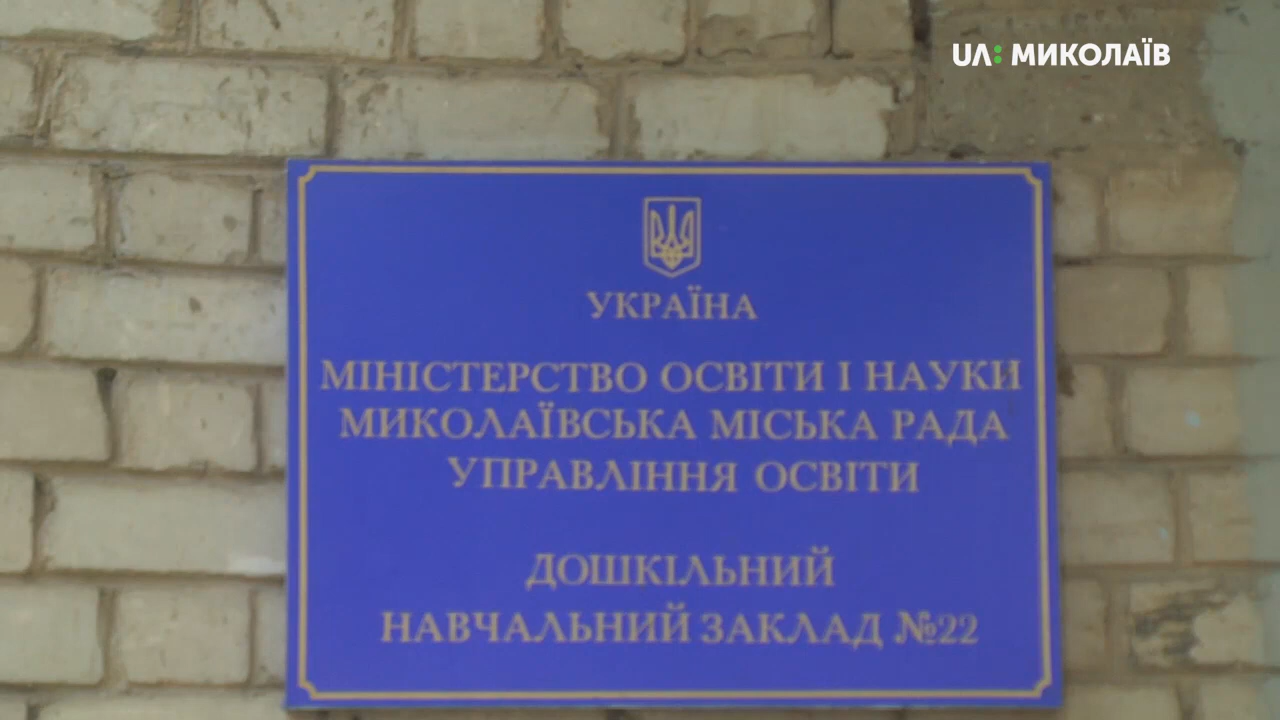 UA: МИКОЛАЇВ
УКРАЇНА
МІНІСТЕРСТВО ОСВІТИ І НАУКИ
МИКОЛАЇВСЬКА МІСЬКА РАДА
УПРАВЛІННЯ ОСВІТИ
ДОШКІЛЬНИЙ
НАВЧАЛЬНИЙ ЗАКЛАД №22